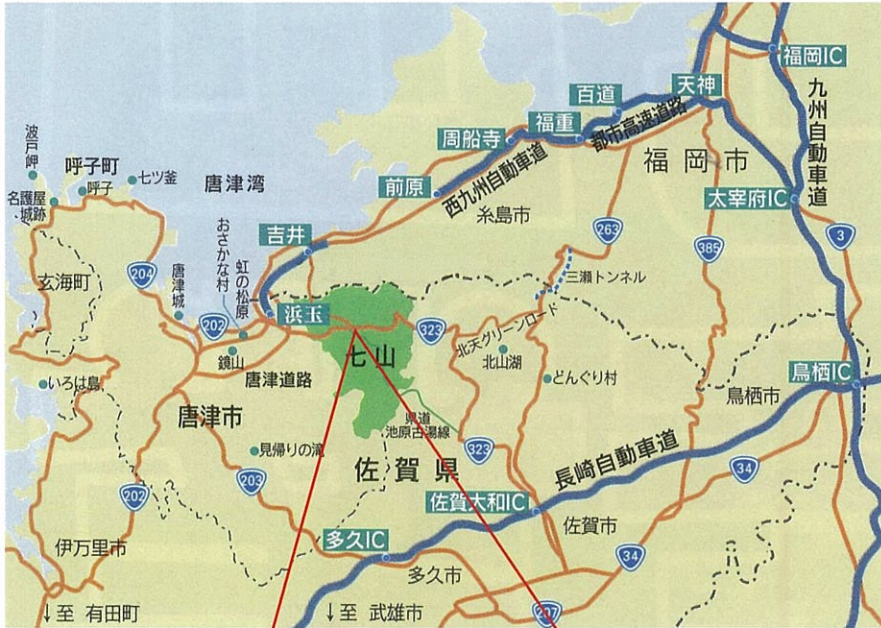 福岡IC
九州自動車道
天神
百道
福重
都市高速道路
周船寺
西九州自動車道
前原
福岡市
糸島市
太宰府IC
波戸岬
呼子町
呼子
七ツ釜
唐津湾
名護屋
城跡
おさかな村
虹の松原
吉井
263
385
3
三瀬トンネル
玄海町
204
唐津城
202
浜玉
323
北天グリーンロード
北山湖
七山
鏡山
唐津道路
いろは島
どんぐり村
鳥栖IC
鳥栖市
唐津市
県道
池原古湯線
見帰りの滝
佐賀県
323
長崎自動車道
34
202
203
佐賀大和IC
佐賀市
伊万里市
多久IC
多久市
34
↓至 有田町
↓至 武雄市
207